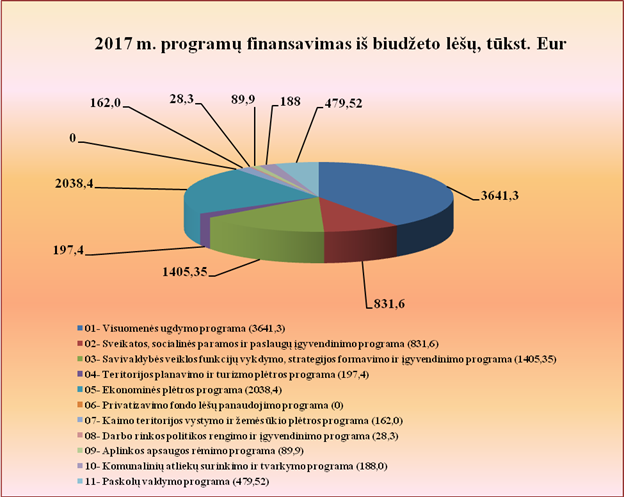 2017 m. programų finansavimas iš biudžeto lėšų, tūkst. Eur
162,0
28,3
89,9
188
479,52
0
2038,4
3641,3
197,4
1405,35
831,6
01- Visuomenės ugdymo programa (3641,3)
02- Sveikatos, socialinės paramos ir paslaugų įgyvendinimo programa (831,6)
03- Savivaldybės veiklos funkcijų vykdymo, strategijos formavimo ir įgyvendinimo programa (1405,35)
04- Teritorijos planavimo ir turizmo plėtros programa (197,4)
05- Ekonominės plėtros programa (2038,4)
06- Privatizavimo fondo lėšų panaudojimo programa (0)
07- Kaimo teritorijos vystymo ir žemės ūkio plėtros programa (162,0)
08- Darbo rinkos politikos rengimo ir įgyvendinimo programa (28,3)
09- Aplinkos apsaugos rėmimo programa (89,9)
10- Komunalinių atliekų surinkimo ir tvarkymo programa (188,0)
11- Paskolų valdymo programa (479,52)